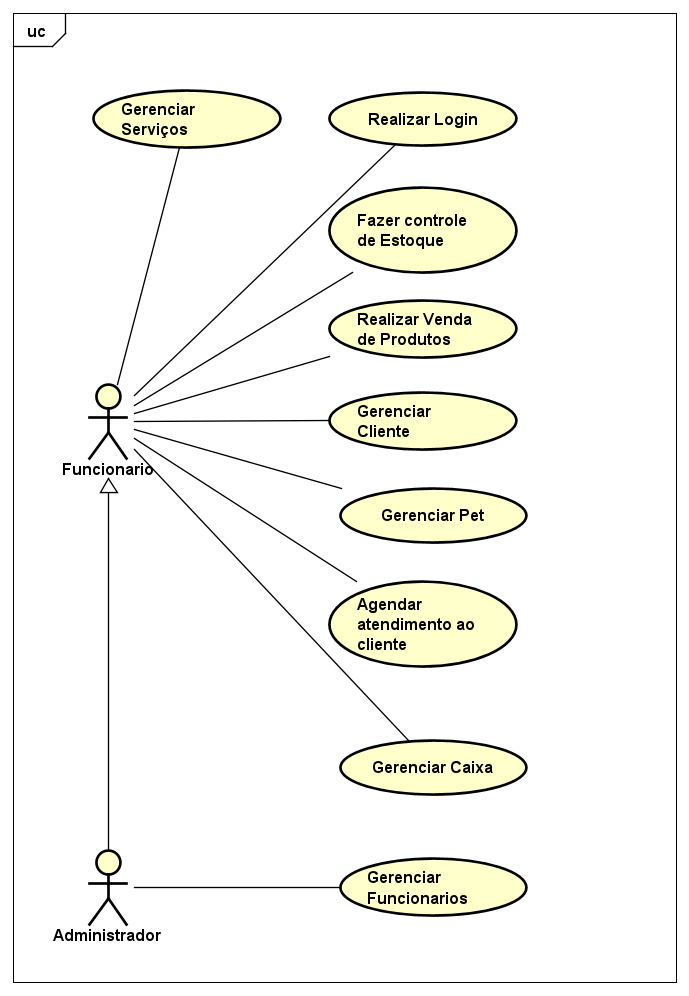 uc
Gerenciar
Serviços
Realizar Login
Fazer controle
de Estoque
Realizar Venda
de Produtos
Gerenciar
Cliente
Funcionario
Gerenciar Pet
Agendar
atendimento ao
cliente
Gerenciar Caixa
Gerenciar
Funcionarios
Administrador